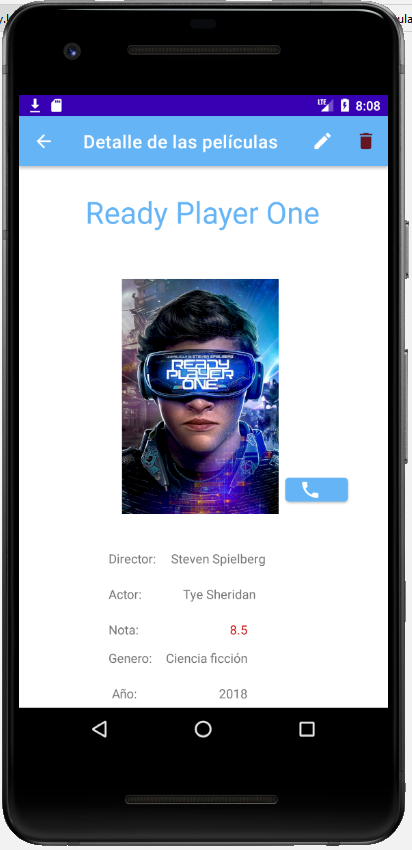 LTE 8:08
Detalle de las películas
Ready Player One
READY
PLAYER
ONE
Director: Steven Spielberg
Actor: Tye Sheridan
Nota: 8.5
Genero: Ciencia ficción
Año: 2018